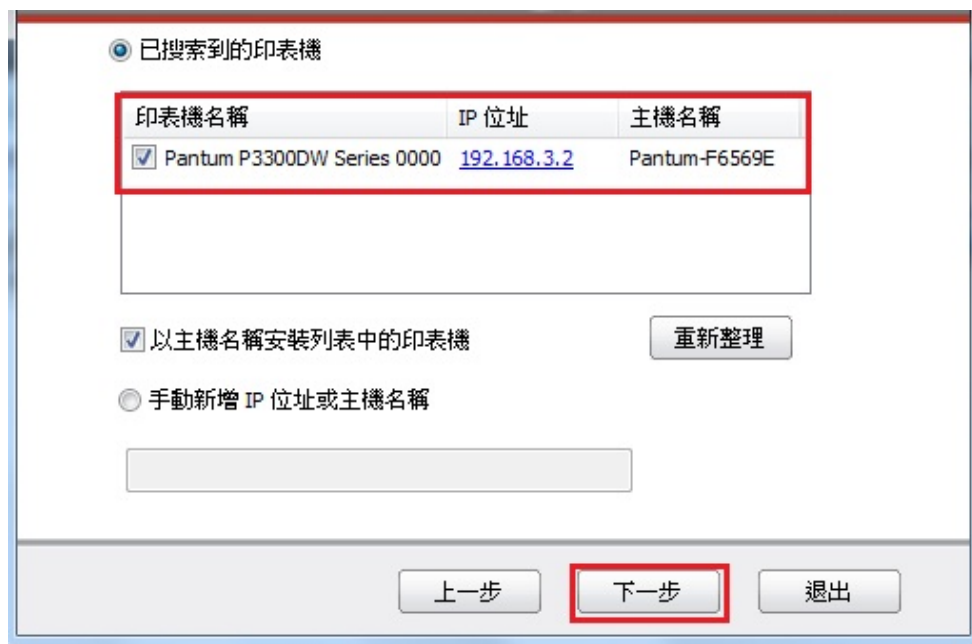 已搜索到的印表機
印表機名稱 IP 位址 主機名稱
Pantum P3300DW Series 0000 192.168.3.2 Pantum-F6569E
以主機名稱安裝列表中的印表機 重新整理
手動新增 IP 位址或主機名稱
上一步 下一步 退出